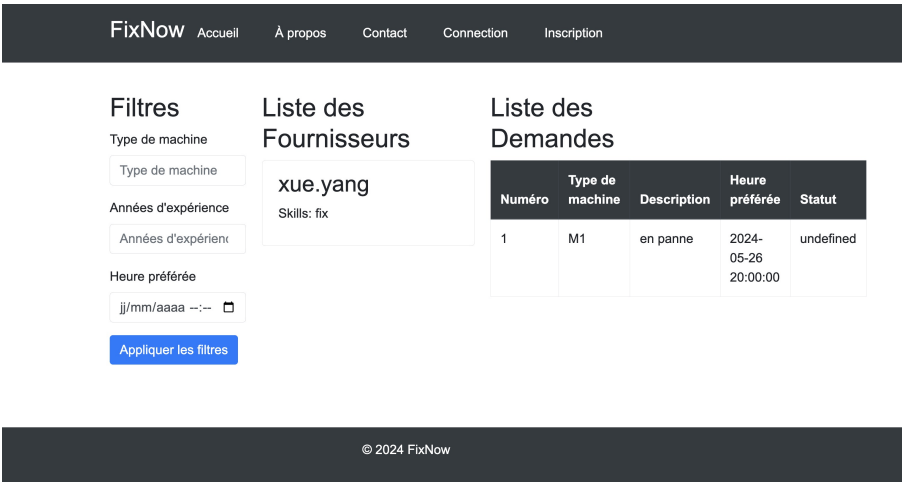 FixNow Accueil À propos Contact Connection Inscription
Filtres
Type de machine
Type de machine
Années d'expérience
Années d'expérienc
Heure préférée
jj/mm/aaaa --:--
Appliquer les filtres
Liste des
Fournisseurs
xue.yang
Skills: fix
Liste des
Demandes
Numéro Type de machine Description Heure préférée Statut
1 M1 en panne 2024-05-26 20:00:00 undefined
© 2024 FixNow